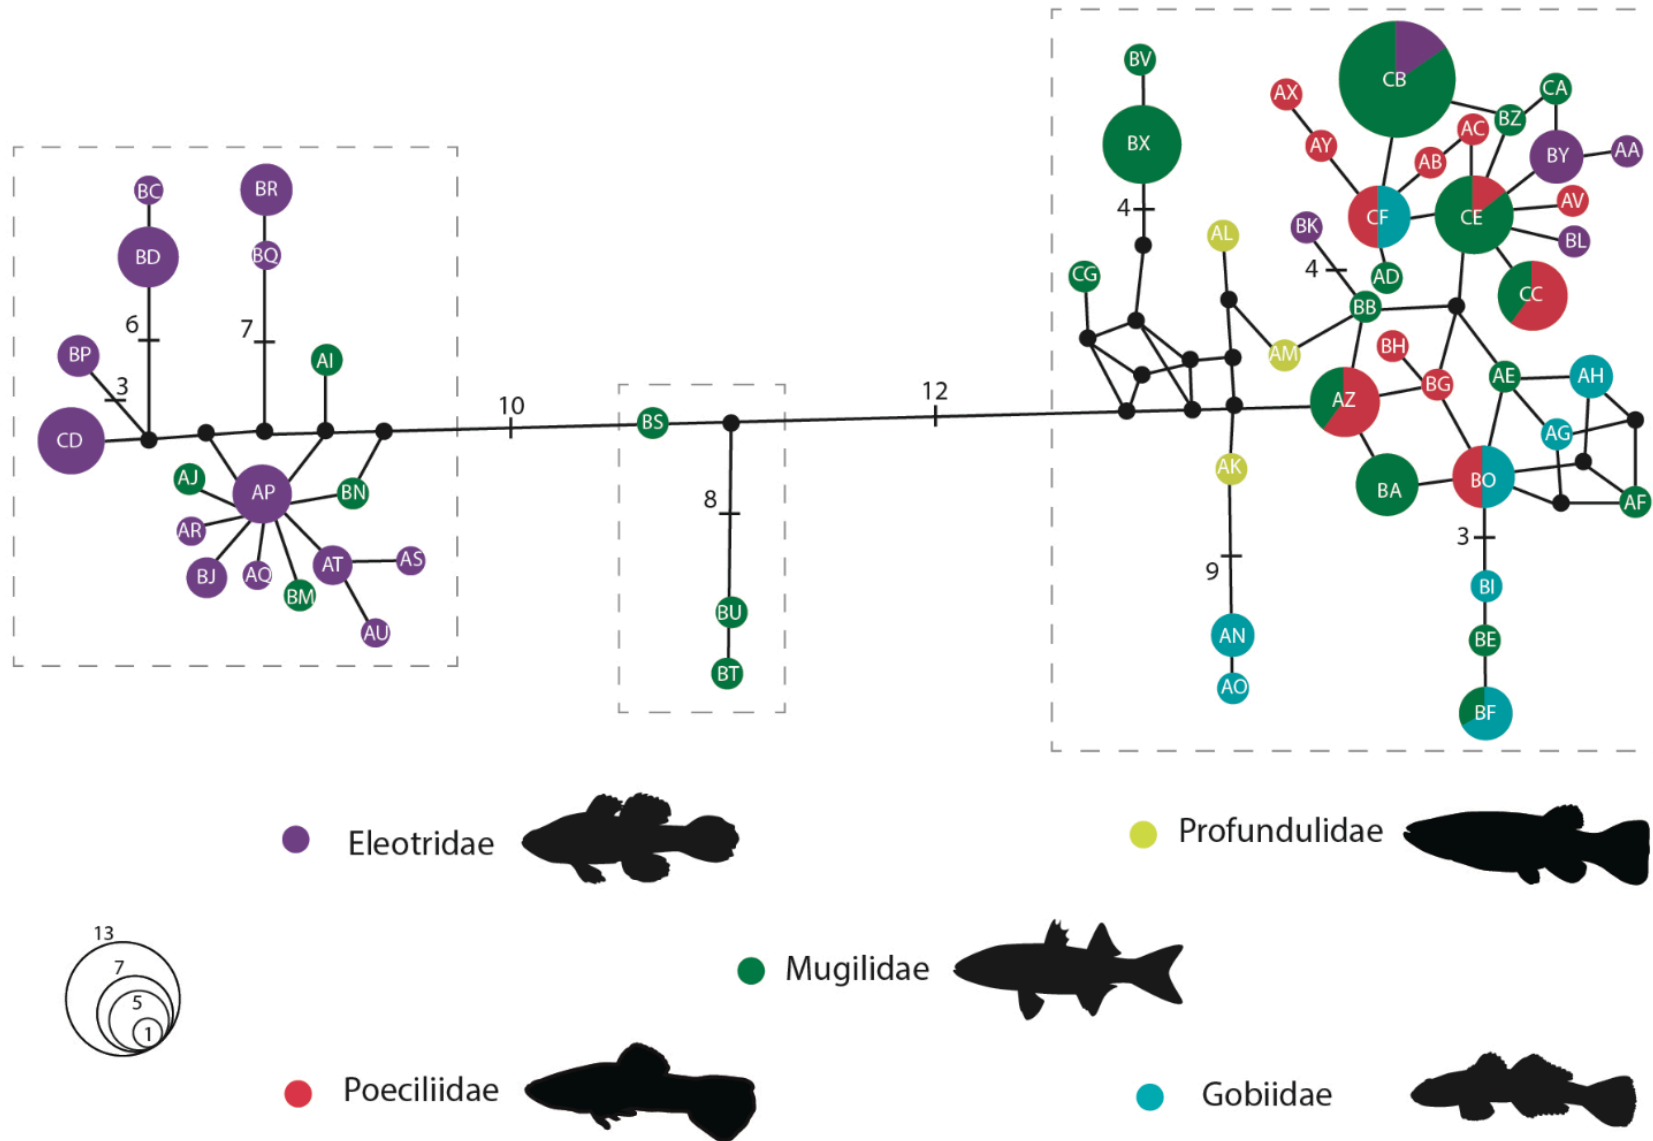 BV
CB
CA
AX
BZ
AC
BX
AY
AB
BY
AA
BC
BR
4
AV
CF
CE
BK
AL
BL
BD
BQ
4
AD
CG
CC
BB
6
7
BP
AI
BH
AM
3
10
12
BG
AE
AH
AZ
CD
BS
AG
AJ
AP
BN
AK
BA
BO
AF
8
AR
3
BJ
AQ
AT
AS
9
BM
BI
BU
AU
AN
BE
BT
AO
BF
Eleotridae
Profundulidae
13
7
5
1
Mugilidae
Poeciliidae
Gobiidae